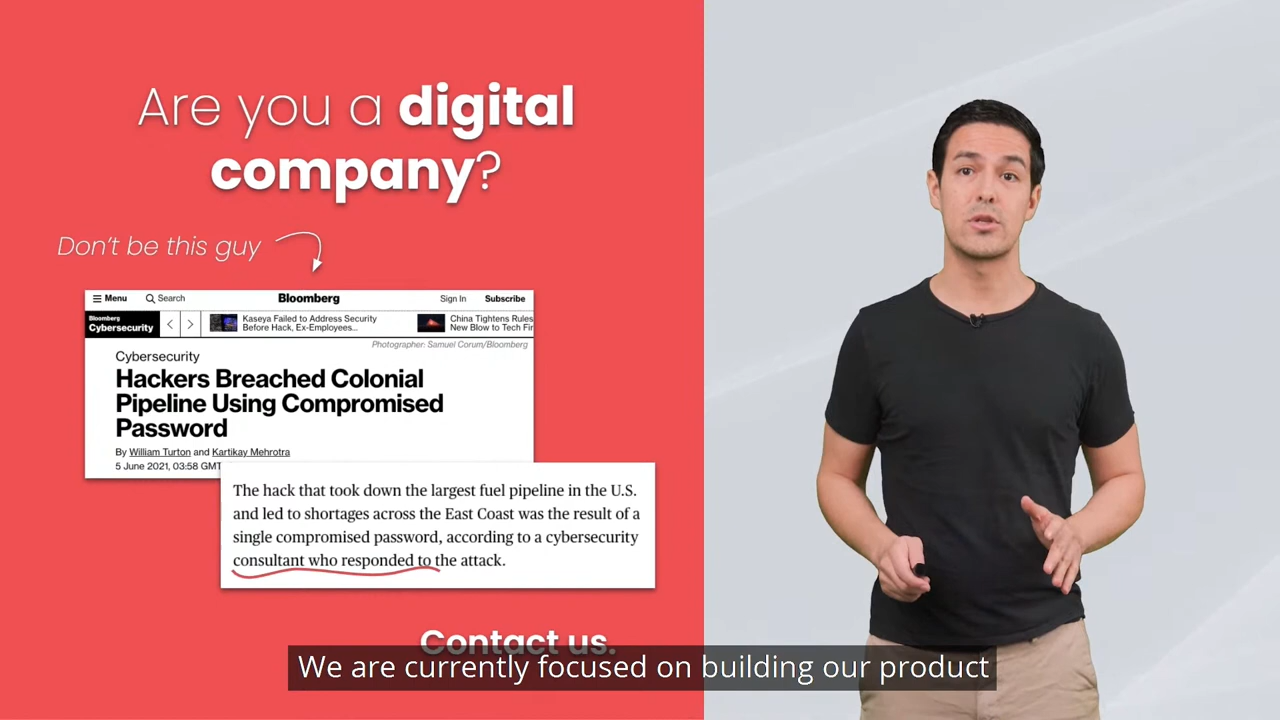 Are you a digital
company?
Don't be this guy
Menu Search Bloomberg Sign In Subscribe
Bloomberg
Cybersecurity
Kaseya Failed to Address Security
Before Hack, Ex-Employees...
China Tightens Rules
New Blow to Tech Fir
Photographer: Samuel Corum/Bloomberg
Cybersecurity
Hackers Breached Colonial
Pipeline Using Compromised
Password
By William Turton and Kartikay Mehrotra
5 June 2021, 03:58 GMT
The hack that took down the largest fuel pipeline in the U.S.
and led to shortages across the East Coast was the result of a
single compromised password, according to a cybersecurity
consultant who responded to the attack.
Contact us.
We are currently focused on building our product